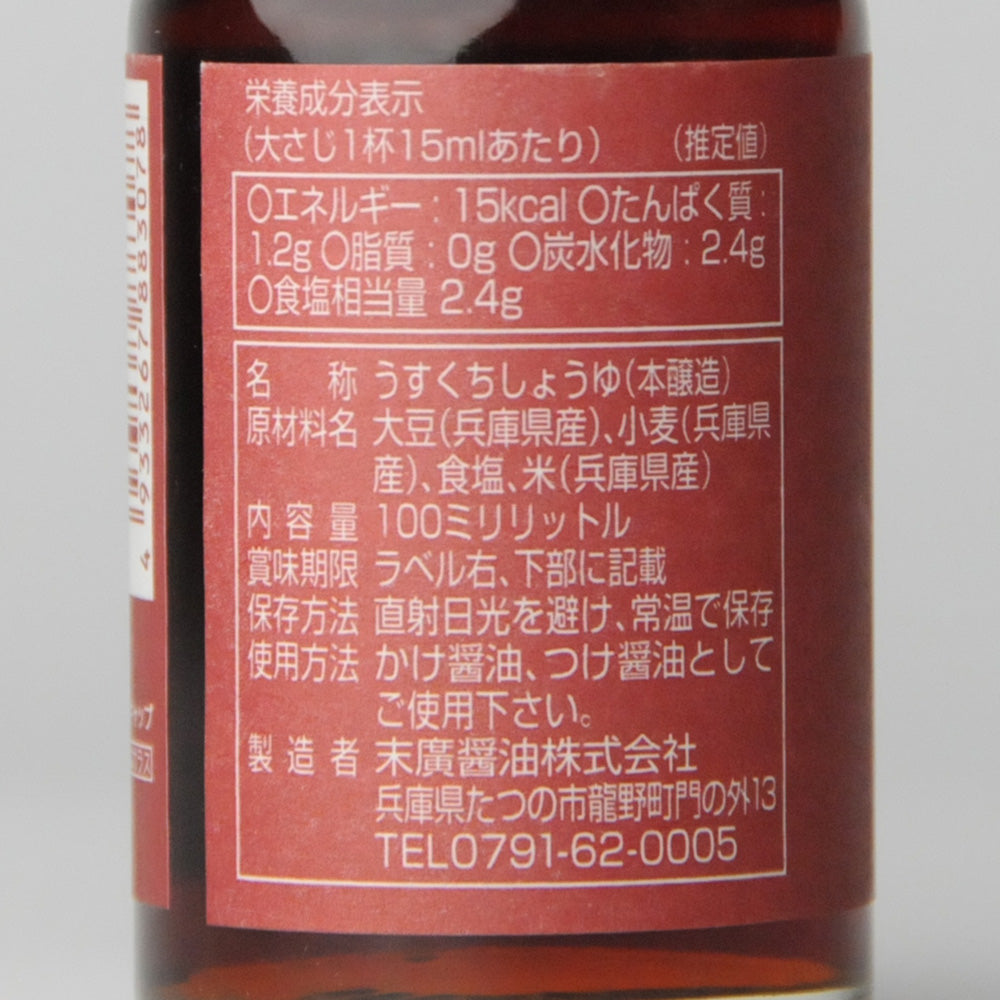 栄養成分表示
(大さじ1杯15mlあたり) (推定値)
〇エネルギー:15kcal 〇たんぱく質:
1.2g 〇脂質:0g 〇炭水化物:2.4g
〇食塩相当量 2.4g
名 称 うすくちしょうゆ(本醸造)
原材料名 大豆(兵庫県産)、小麦(兵庫県
産)、食塩、米(兵庫県産)
内容量 100ミリリットル
賞味期限 ラベル右、下部に記載
保存方法 直射日光を避け、常温で保存
使用方法 かけ醤油、つけ醤油として
ご使用下さい。
製造者 末廣醤油株式会社
兵庫県たつの市龍野町門の外13
TEL0791-62-0005
4 933267 885078